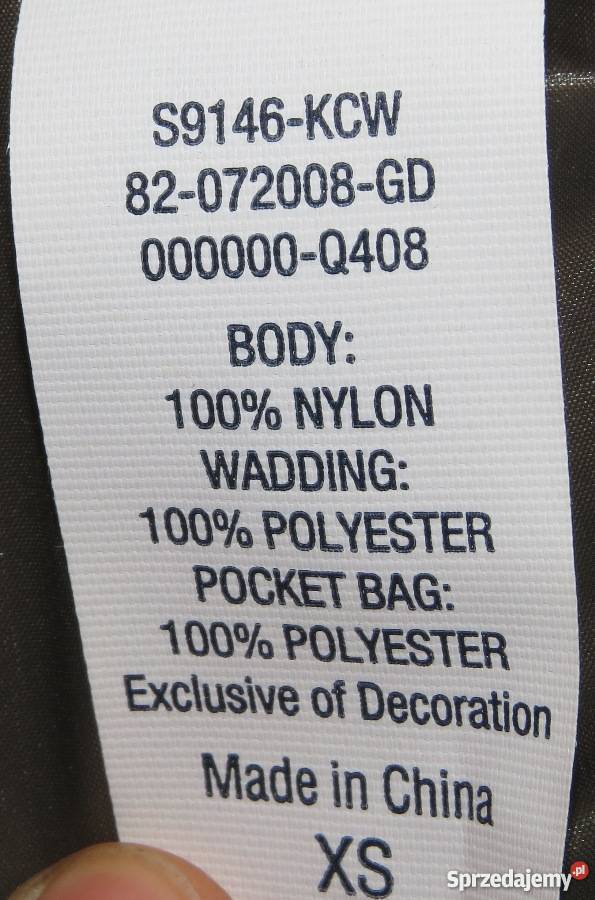 S9146-KCW
82-072008-GD
000000-Q408
BODY:
100% NYLON
WADDING:
100% POLYESTER
POCKET BAG:
100% POLYESTER
Exclusive of Decoration
Made in China
XS
Sprzedajemy.pl